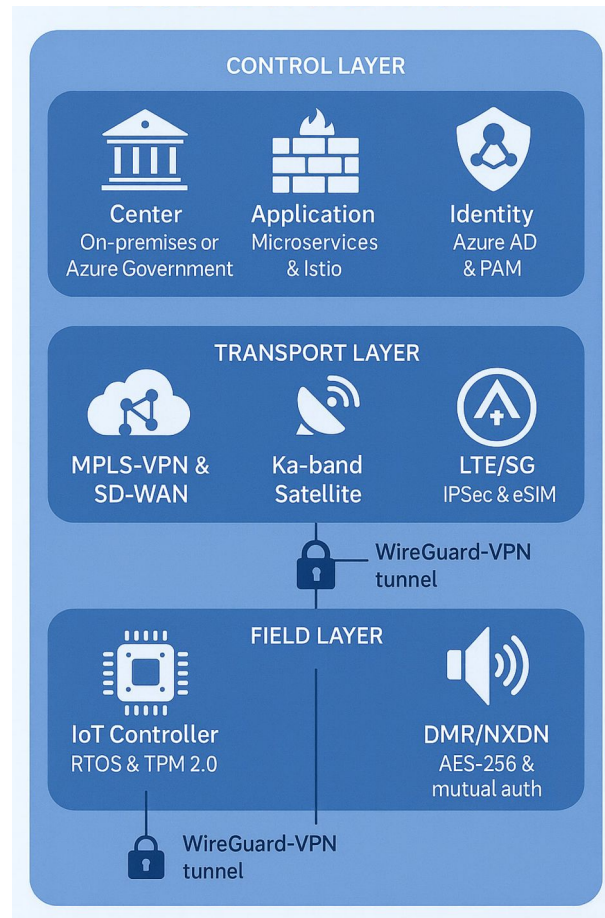 CONTROL LAYER
Center
On-premises or
Azure Government
Application
Microservices
& Istio
Identity
Azure AD
& PAM
TRANSPORT LAYER
MPLS-VPN &
SD-WAN
Ka-band
Satellite
LTE/SG
IPSec & eSIM
WireGuard-VPN
tunnel
FIELD LAYER
IoT Controller
RTOS & TPM 2.0
DMR/NXDN
AES-256 &
mutual auth
WireGuard-VPN
tunnel